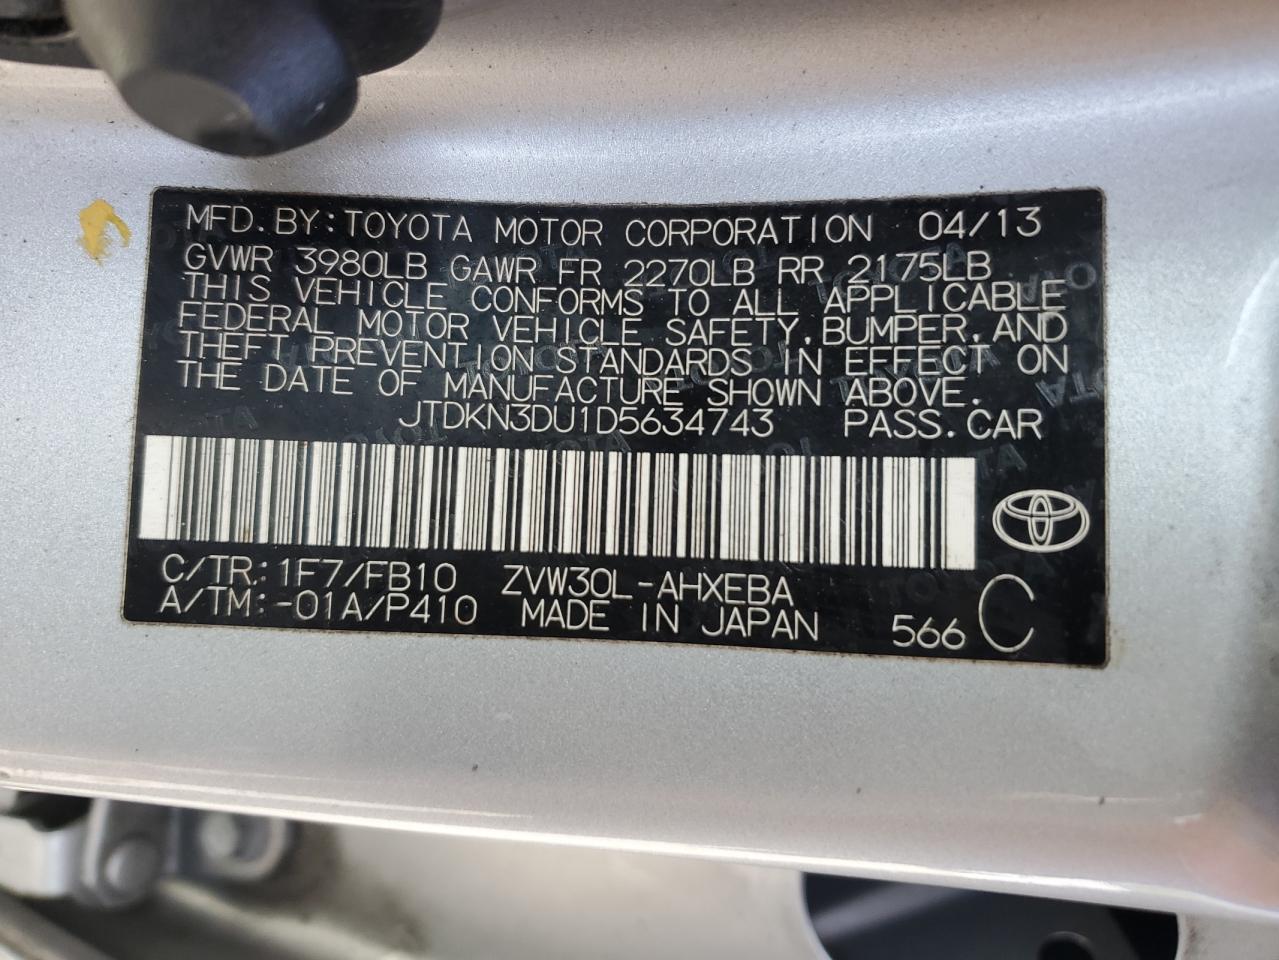 MFD. BY: TOYOTA MOTOR CORPORATION 04/13
GVWR 3980LB GAWR FR 2270LB RR 2175LB
THIS VEHICLE CONFORMS TO ALL APPLICABLE
FEDERAL MOTOR VEHICLE SAFETY, BUMPER, AND
THEFT PREVENTION STANDARDS IN EFFECT ON
THE DATE OF MANUFACTURE SHOWN ABOVE.
JTDKN3DU1D5634743 PASS. CAR
C/TR: 1F7/FB10 ZVW30L-AHXEBA
A/TM: -01A/P410 MADE IN JAPAN 566 C